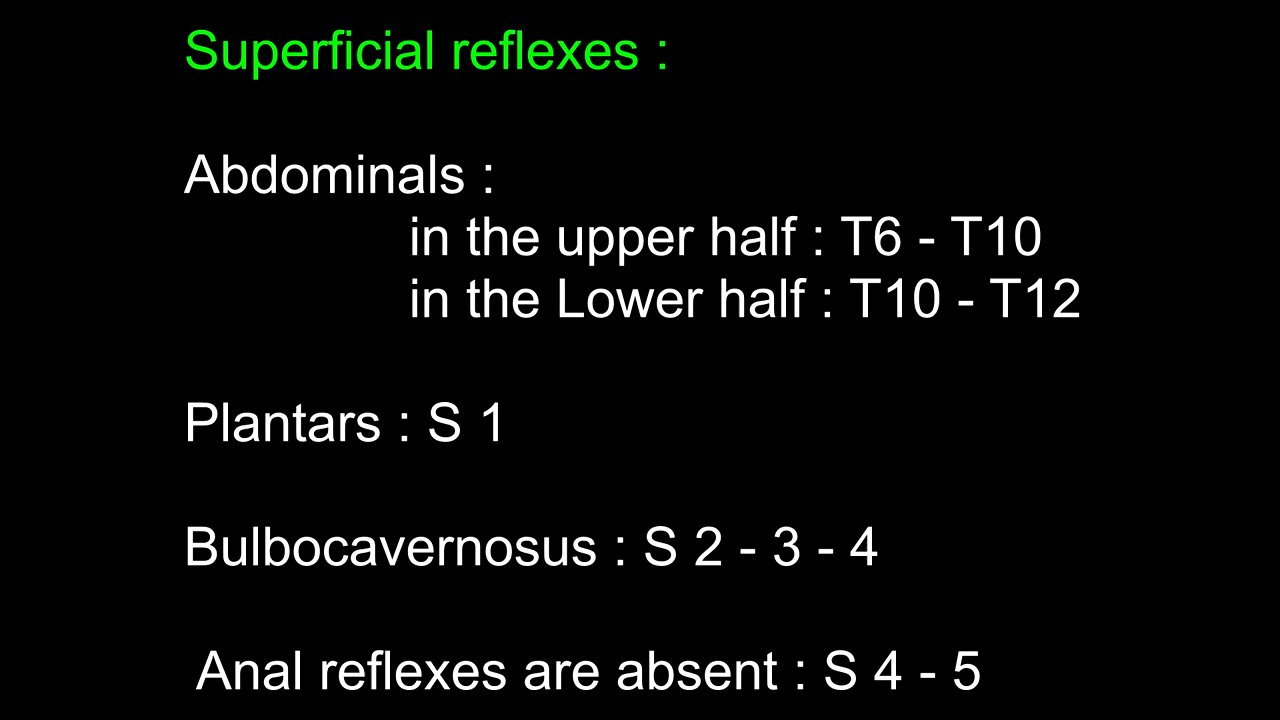 Superficial reflexes :
Abdominals :
in the upper half : T6 - T10
in the Lower half : T10 - T12
Plantars : S 1
Bulbocavernosus : S 2 - 3 - 4
Anal reflexes are absent : S 4 - 5